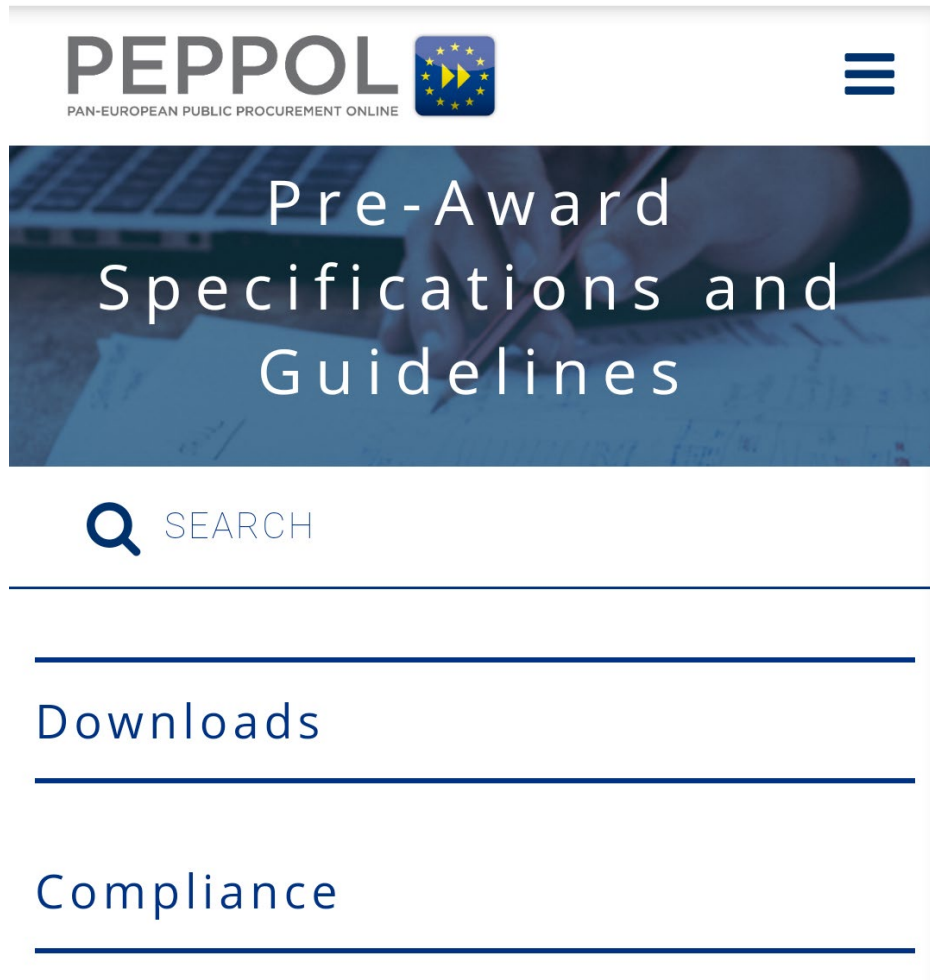 PEPPOL
PAN-EUROPEAN PUBLIC PROCUREMENT ONLINE
Pre-Award
Specifications and
Guidelines
SEARCH
Downloads
Compliance